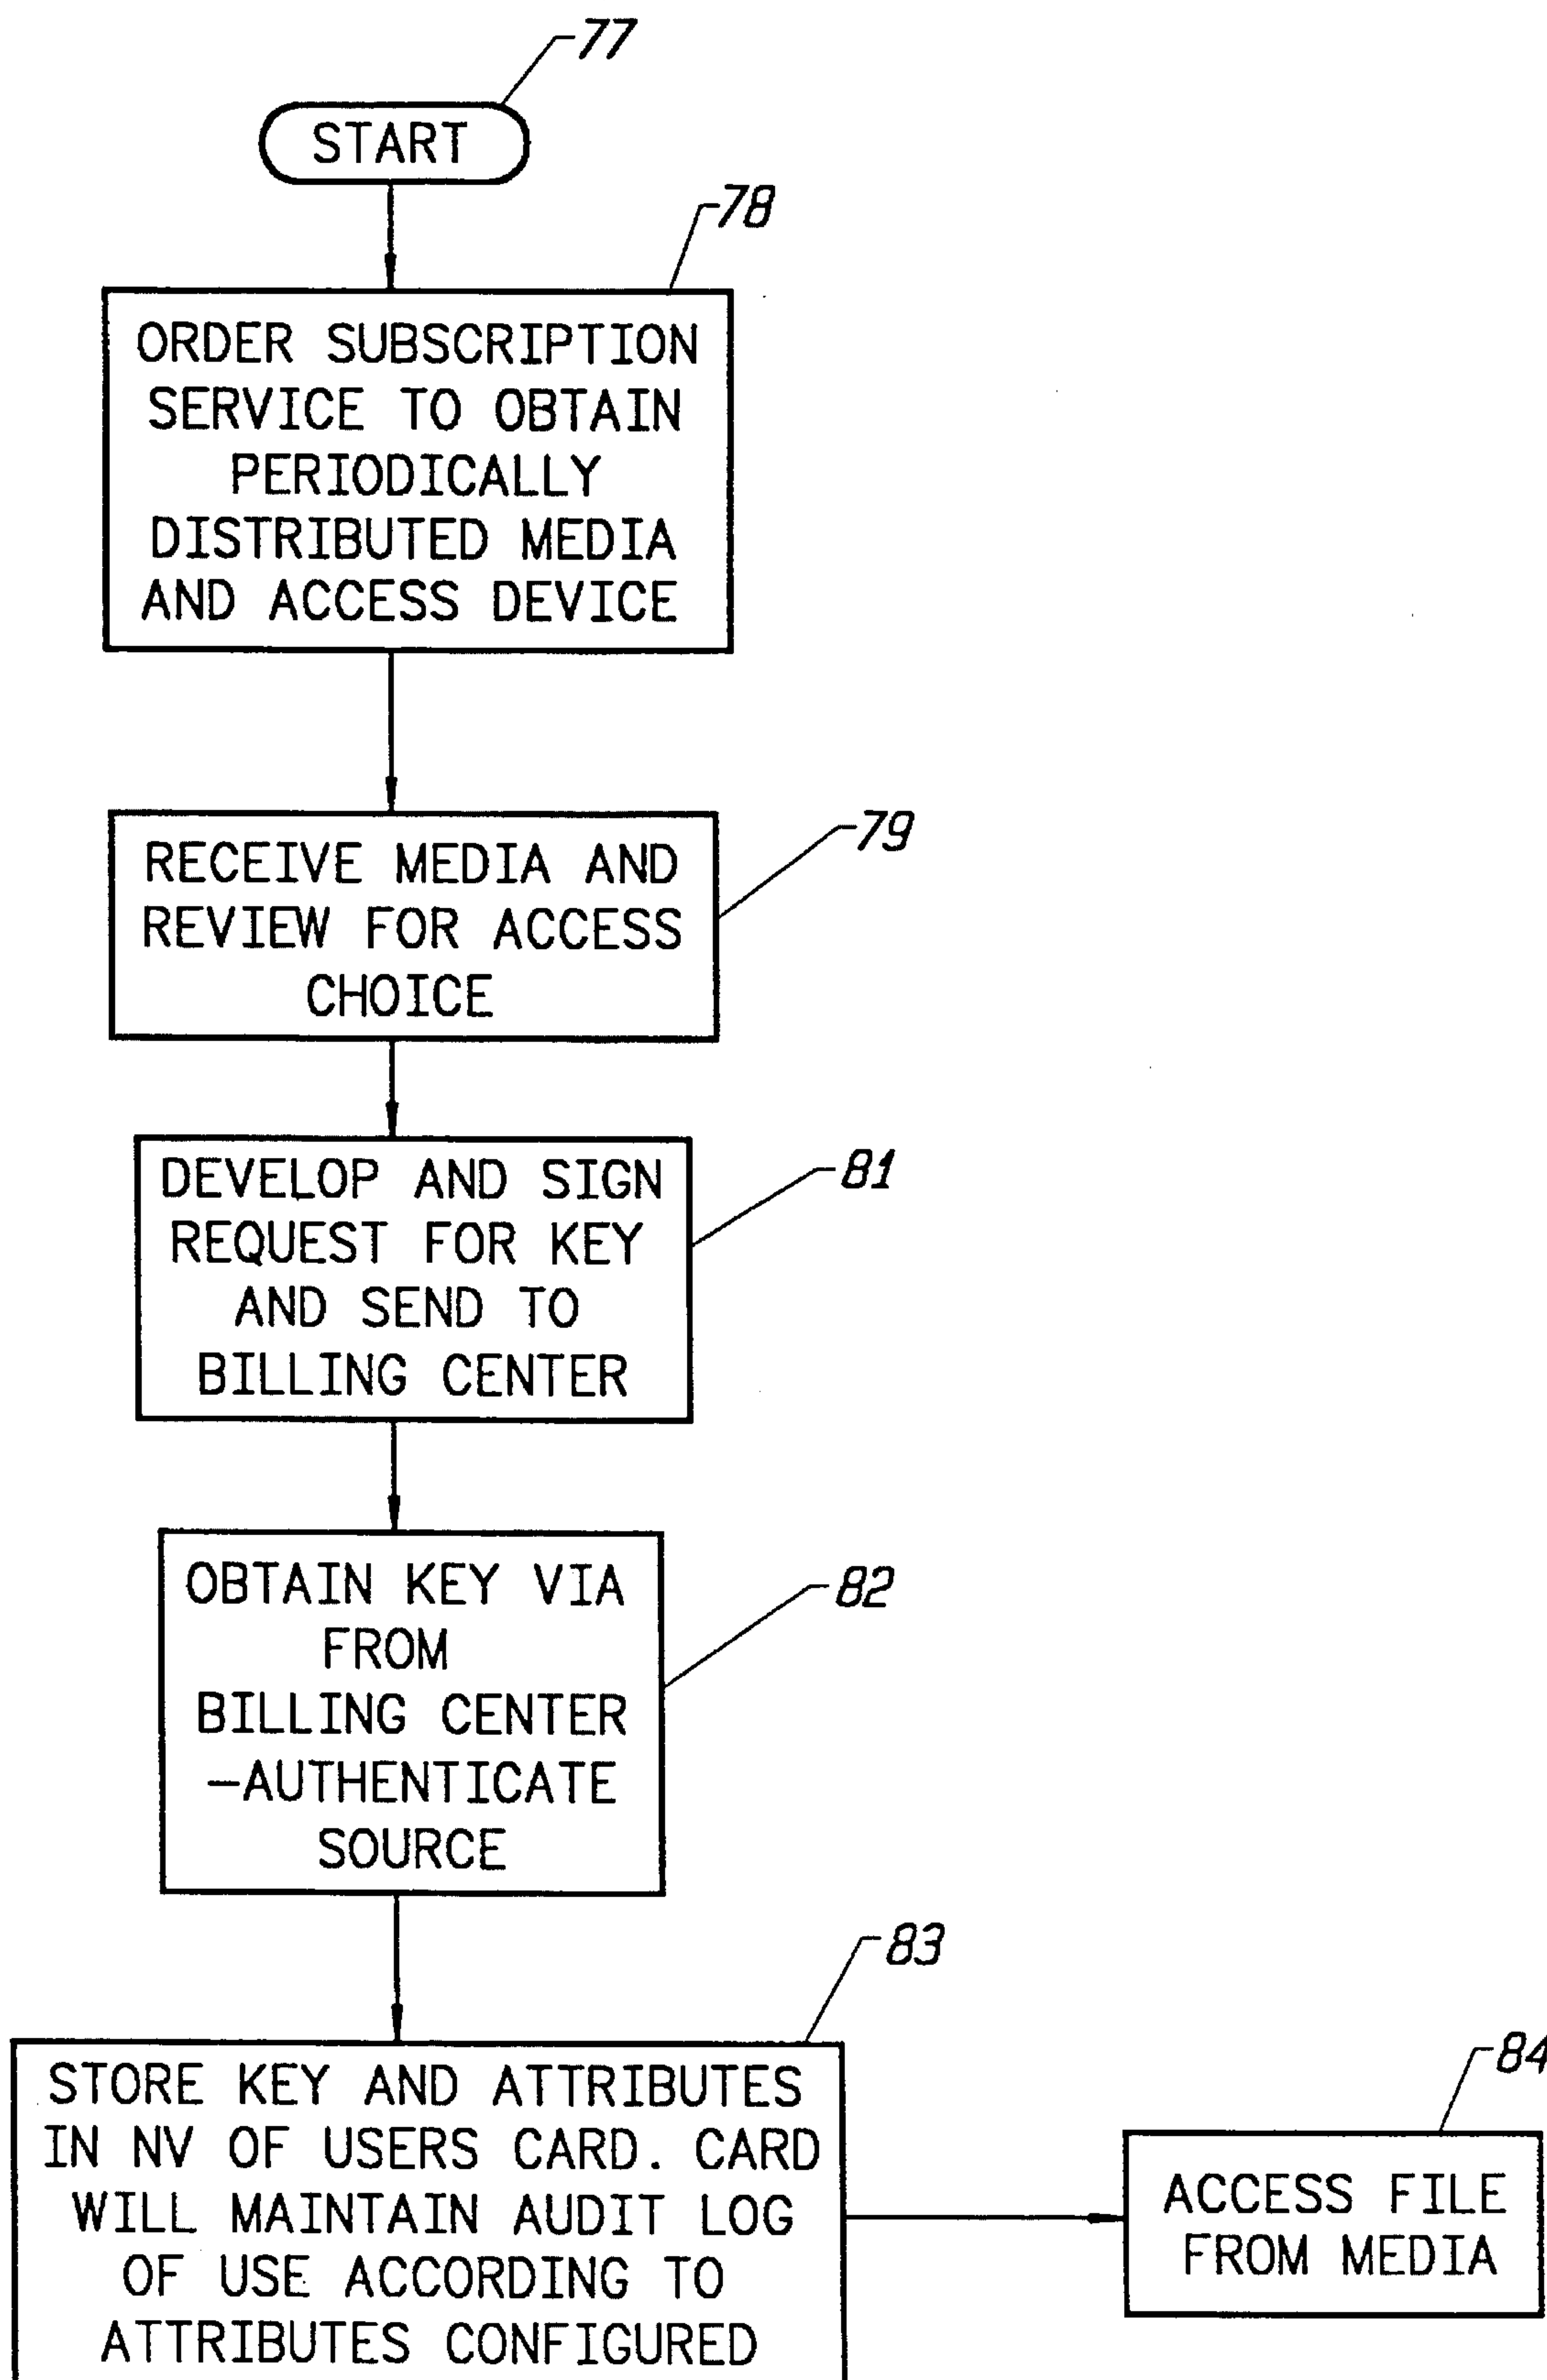 77
START
78
ORDER SUBSCRIPTION
SERVICE TO OBTAIN
PERIODICALLY
DISTRIBUTED MEDIA
AND ACCESS DEVICE
79
RECEIVE MEDIA AND
REVIEW FOR ACCESS
CHOICE
81
DEVELOP AND SIGN
REQUEST FOR KEY
AND SEND TO
BILLING CENTER
82
OBTAIN KEY VIA
FROM
BILLING CENTER
–AUTHENTICATE
SOURCE
83
STORE KEY AND ATTRIBUTES
IN NV OF USERS CARD. CARD
WILL MAINTAIN AUDIT LOG
OF USE ACCORDING TO
ATTRIBUTES CONFIGURED
84
ACCESS FILE
FROM MEDIA